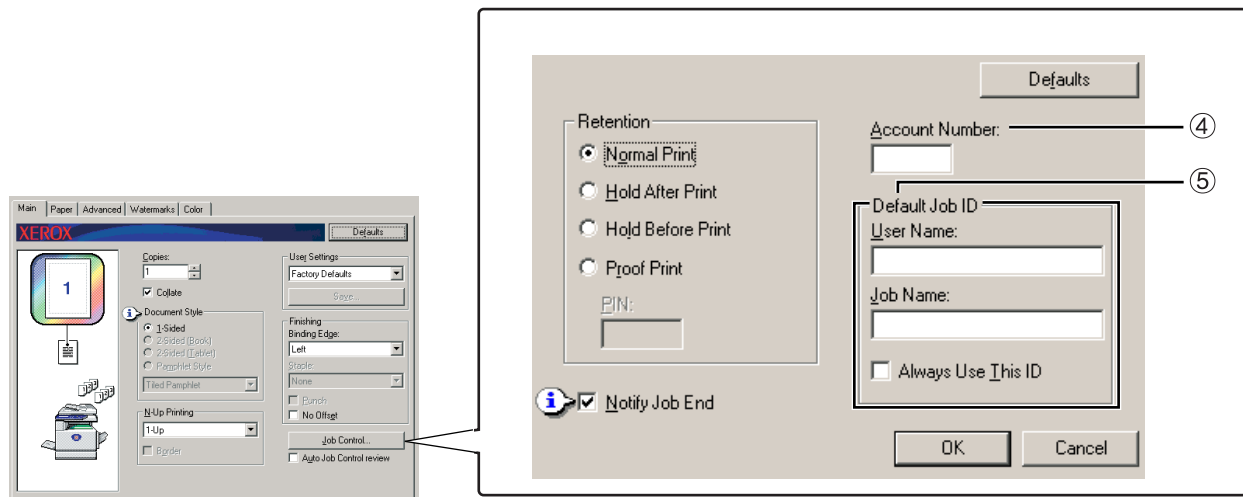 Main Paper Advanced Watermarks Color
XEROX
Defaults
1
Copies:
1
Collate
Document Style
1-Sided
2-Sided (Book)
2-Sided (Tablet)
Pamphlet Style
Tiled Pamphlet
N-Up Printing
1-Up
Border
User Settings
Factory Defaults
Save...
Finishing
Binding Edge:
Left
Staple:
None
Punch
No Offset
Job Control...
Auto Job Control review
Defaults
Retention
Normal Print
Hold After Print
Hold Before Print
Proof Print
PIN:
Notify Job End
Account Number:
④
⑤
Default Job ID
User Name:
Job Name:
Always Use This ID
OK
Cancel